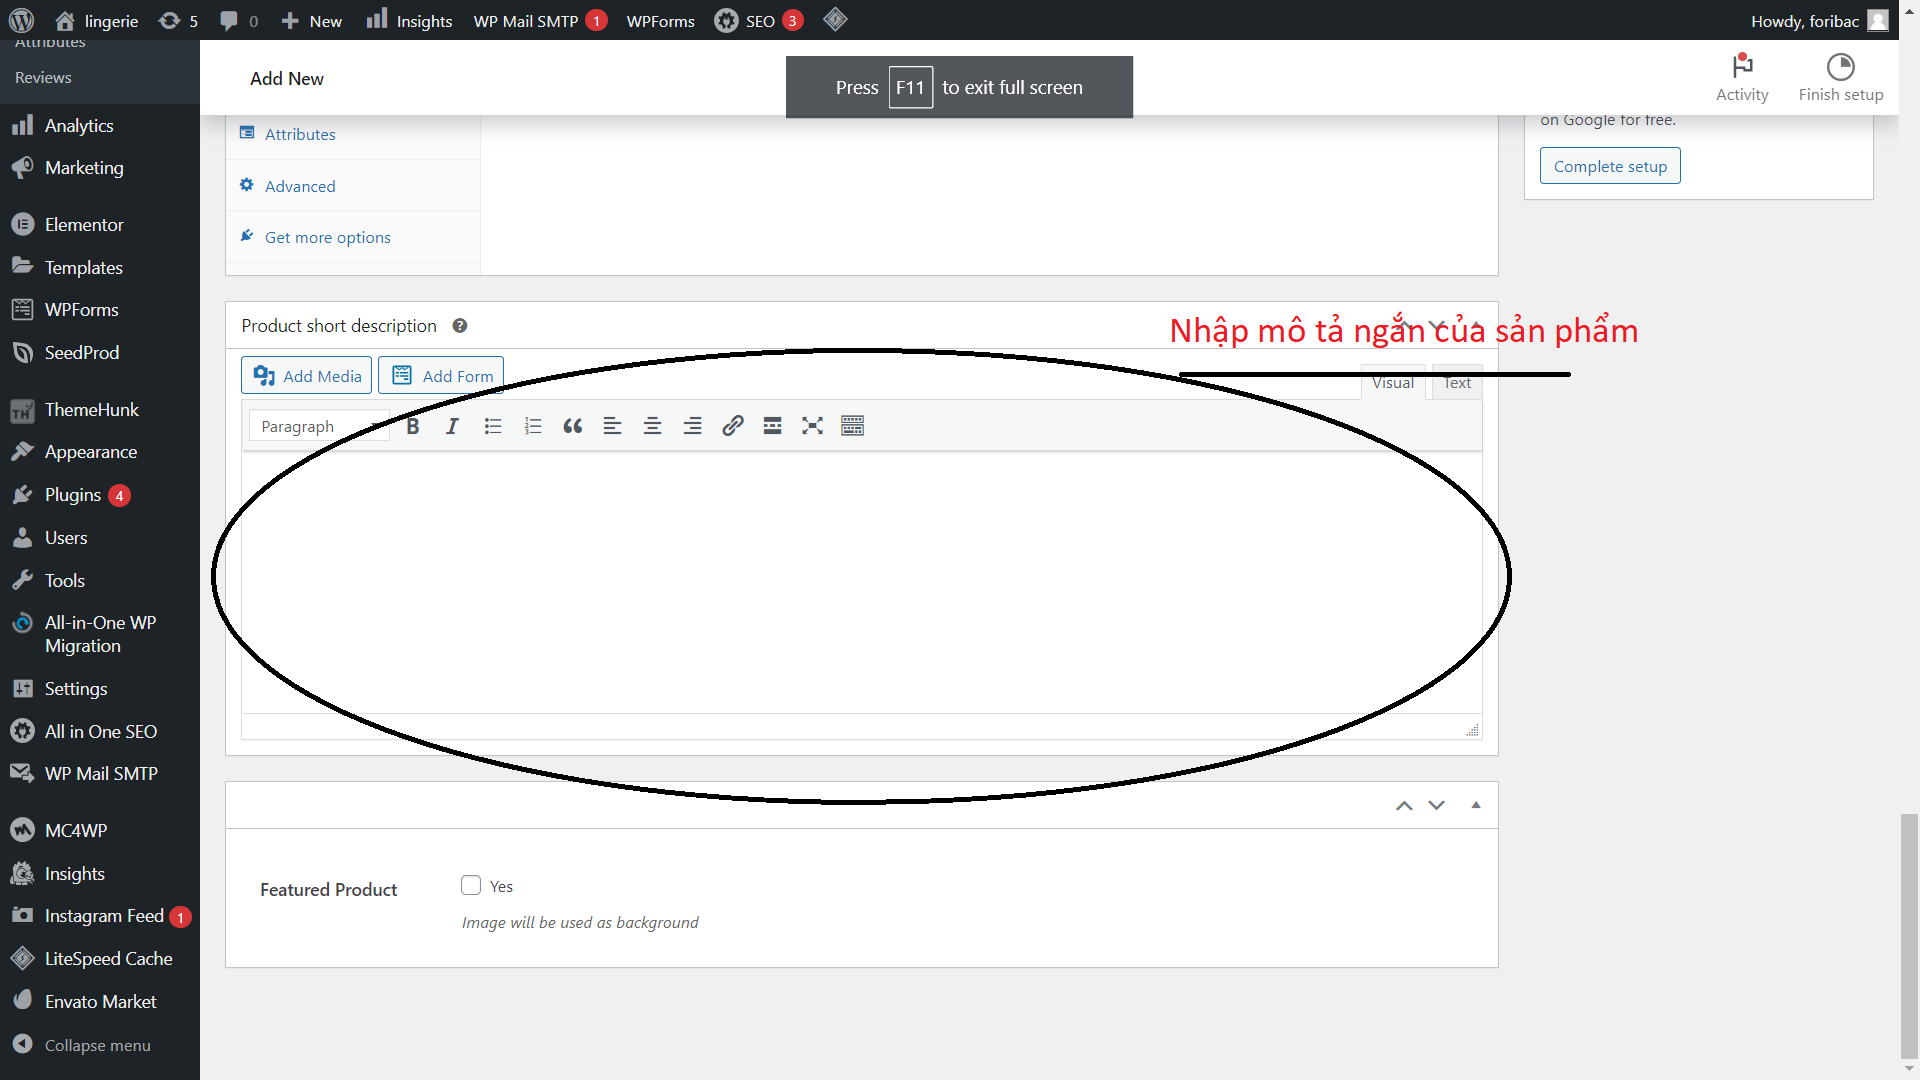 lingerie 5 0 New Insights WP Mail SMTP 1 WPForms SEO 3 Howdy, foribac
Attributes
Reviews
Analytics
Marketing
Elementor
Templates
WPForms
SeedProd
TH ThemeHunk
Appearance
Plugins 4
Users
Tools
All-in-One WP
Migration
Settings
All in One SEO
WP Mail SMTP
MC4WP
Insights
Instagram Feed 1
LiteSpeed Cache
Envato Market
Collapse menu
Add New
Press F11 to exit full screen
Activity
Finish setup
Attributes
Advanced
Get more options
on Google for free.
Complete setup
Product short description
Nhập mô tả ngắn của sản phẩm
Add Media Add Form
Visual Text
Paragraph
Featured Product
Yes
Image will be used as background